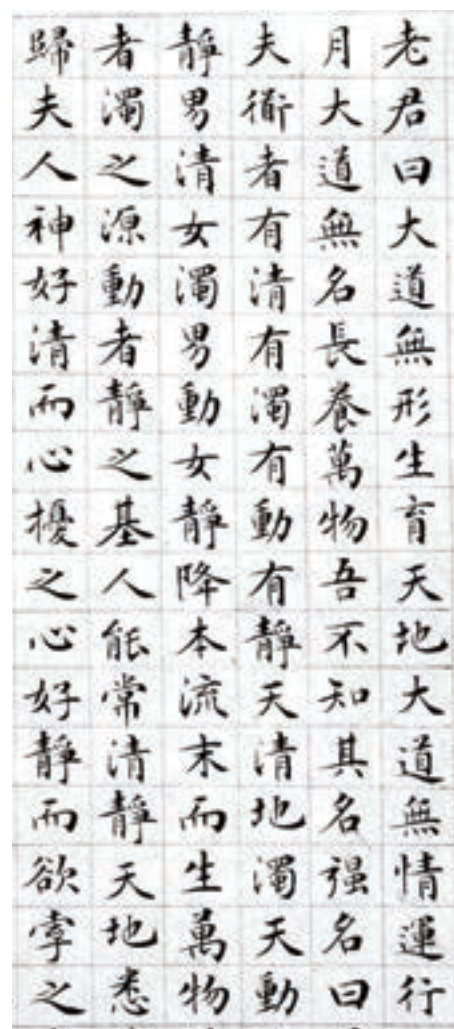 老君曰大道無形生育天地大道無情運行
月大道無名長養萬物吾不知其名强名曰
夫衜者有清有濁有動有靜天清地濁天動
靜男清女濁男動女靜降本流末而生萬物
者濁之源動者靜之基人能常清靜天地悉
歸夫人神好清而心擾之心好靜而欲牽之